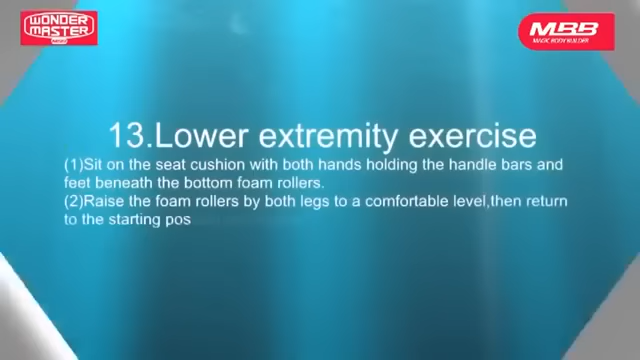 WONDER
MASTER
MBB
MAGIC BODYBUILDER
13.Lower extremity exercise
(1)Sit on the seat cushion with both hands holding the handle bars and
feet beneath the bottom foam rollers.
(2)Raise the foam rollers by both legs to a comfortable level,then return
to the starting pos